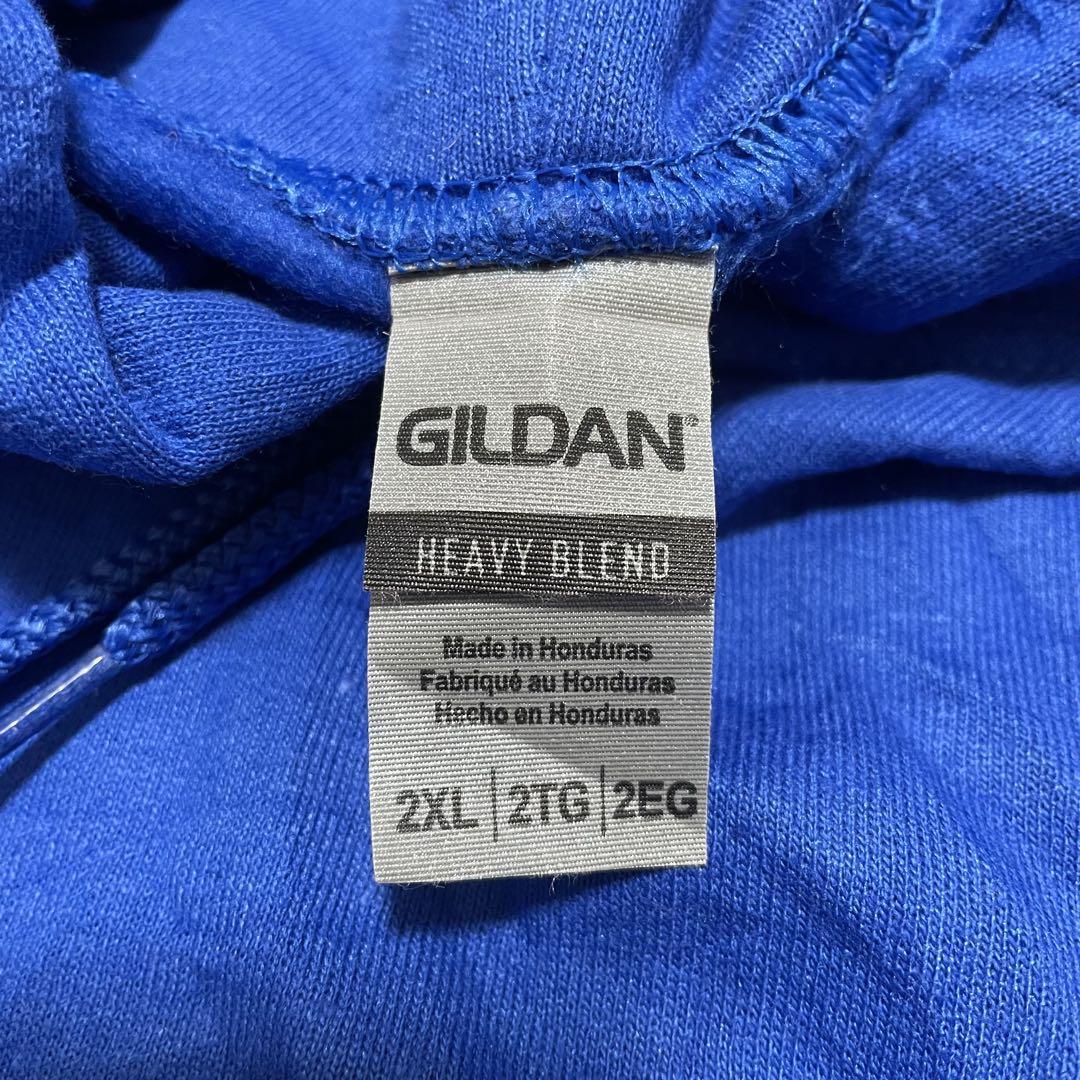 GILDAN®
HEAVY BLEND
Made in Honduras
Fabriqué au Honduras
Hecho en Honduras
2XL | 2TG | 2EG